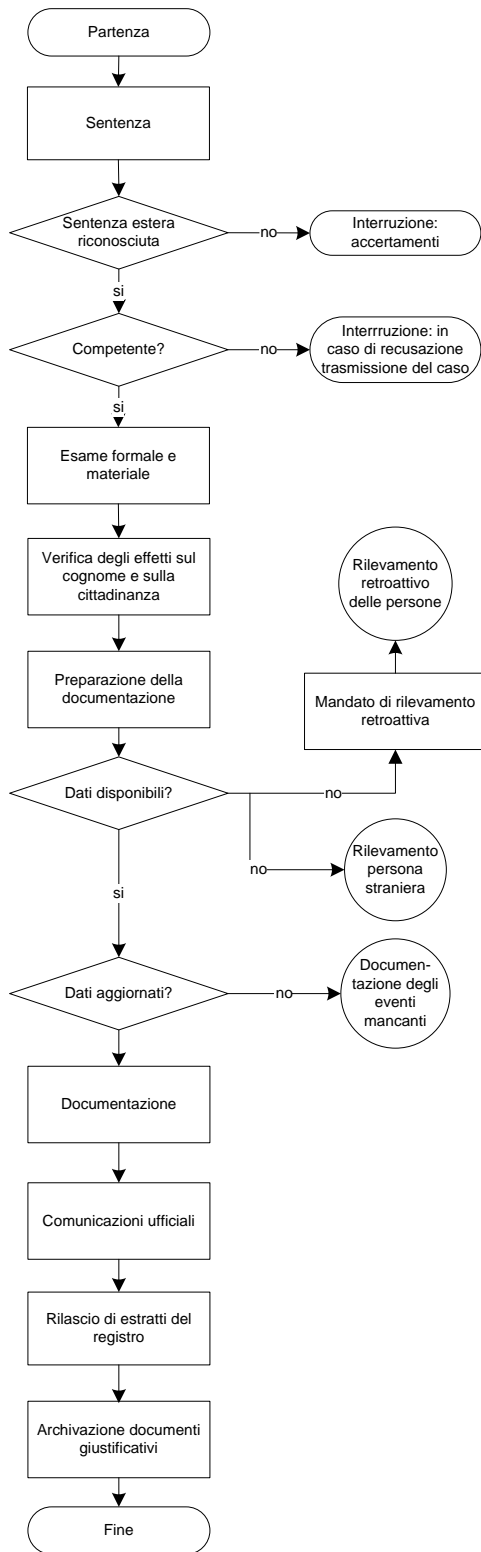 Partenza
Sentenza
Sentenza estera
riconosciuta
no
Interruzione:
accertamenti
si
Competente?
no
Interrruzione: in
caso di recusazione
trasmissione del caso
si
Esame formale e
materiale
Verifica degli effetti sul
cognome e sulla
cittadinanza
Rilevamento
retroattivo
delle persone
Preparazione della
documentazione
Mandato di rilevamento
retroattiva
Dati disponibili?
no
no
Rilevamento
persona
straniera
si
Dati aggiornati?
no
Documen-
tazione degli
eventi
mancanti
Documentazione
Comunicazioni ufficiali
Rilascio di estratti del
registro
Archivazione documenti
giustificativi
Fine